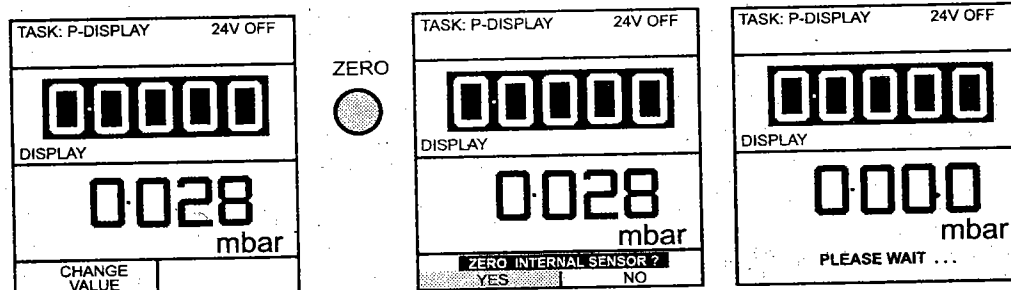 TASK: P-DISPLAY 24V OFF
0.0000
DISPLAY
0.028
mbar
CHANGE
VALUE
ZERO
TASK: P-DISPLAY 24V OFF
0.0000
DISPLAY
0.028
mbar
ZERO INTERNAL SENSOR ?
YES NO
TASK: P-DISPLAY 24V OFF
0.0000
DISPLAY
0.00.0
mbar
PLEASE WAIT ...